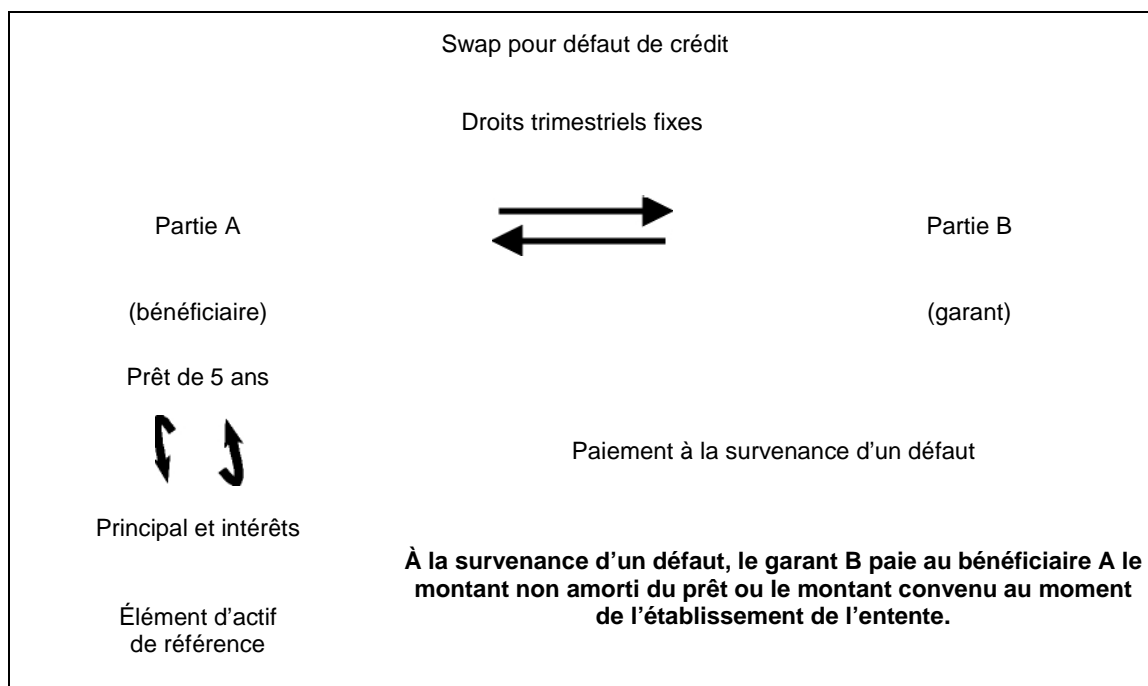 Swap pour défaut de crédit
Droits trimestriels fixes
Partie A
Partie B
(bénéficiaire)
(garant)
Prêt de 5 ans
Paiement à la survenance d’un défaut
Principal et intérêts
À la survenance d’un défaut, le garant B paie au bénéficiaire A le
montant non amorti du prêt ou le montant convenu au moment
de l’établissement de l’entente.
Élément d’actif
de référence